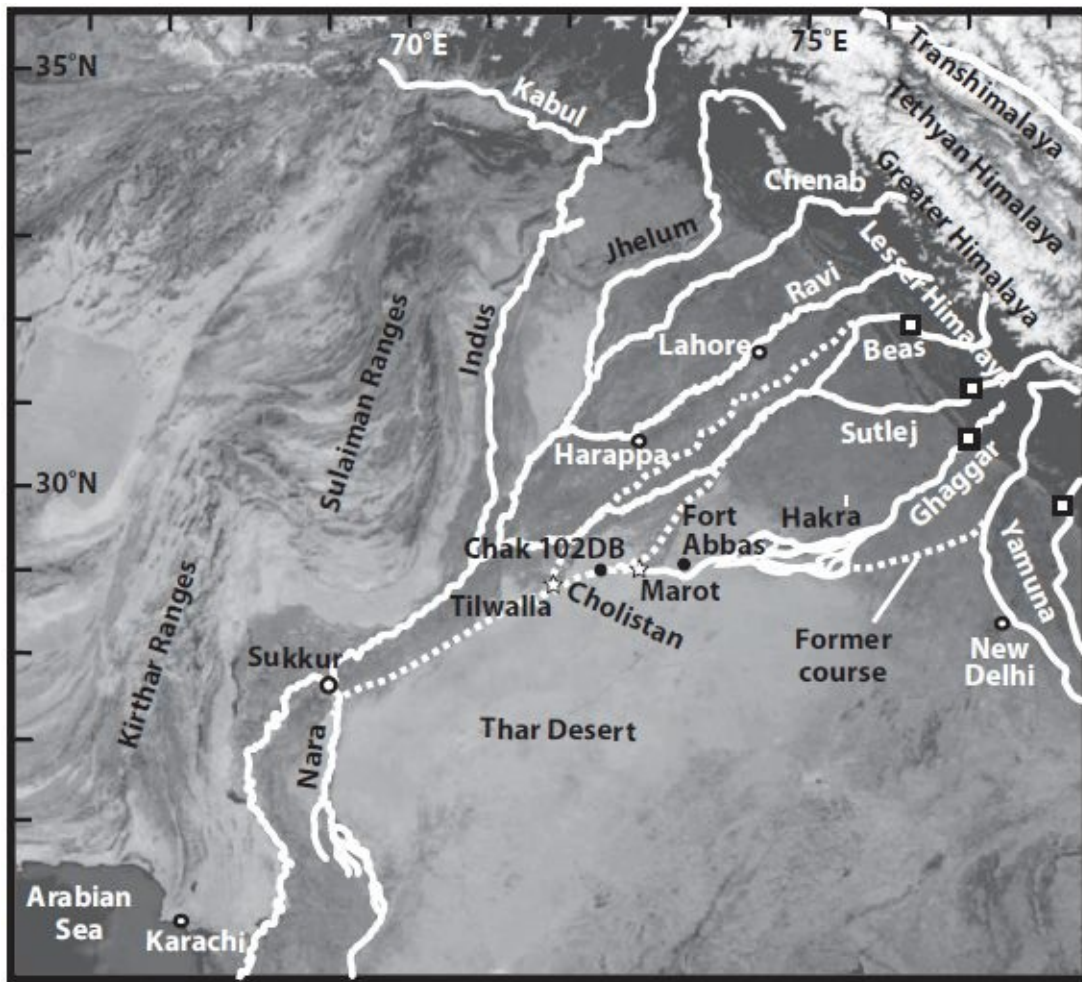 70°E
75°E
35°N
Transhimalaya
Tethyan Himalaya
Greater Himalaya
Lesser Himalaya
Kabul
Chenab
Jhelum
Ravi
Indus
Sulaiman Ranges
Lahore
Beas
Sutlej
Harappa
30°N
Ghaggar
Hakra
Fort
Abbas
Chak 102DB
Yamuna
Marot
Tilwalla
Cholistan
Former
course
New
Delhi
Sukkur
Kirthar Ranges
Nara
Thar Desert
Arabian
Sea
Karachi